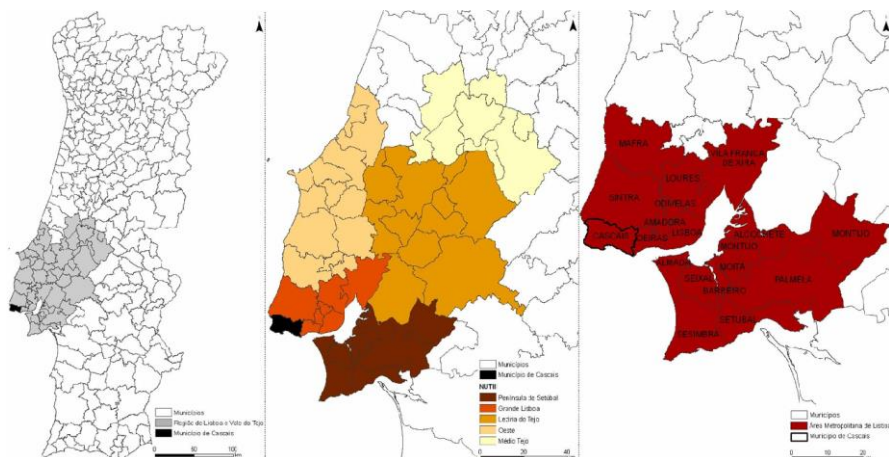 Municípios
Região de Lisboa e Vale do Tejo
Município de Cascais
Municípios
Município de Cascais
NUTIII
Península de Setúbal
Grande Lisboa
Lezíria do Tejo
Oeste
Médio Tejo
0
20
40
MAFRA
VILA FRANCA
DE XIRA
LOURES
SINTRA
ODIVELAS
AMADORA
CASCAIS
OEIRAS
LISBOA
ALCOCHETE
MONTIJO
MONTIJO
ALMADA
MOITA
SEIXAL
BARREIRO
PALMELA
SETÚBAL
SESIMBRA
Municípios
Área Metropolitana de Lisboa
Município de Cascais
0
10
20